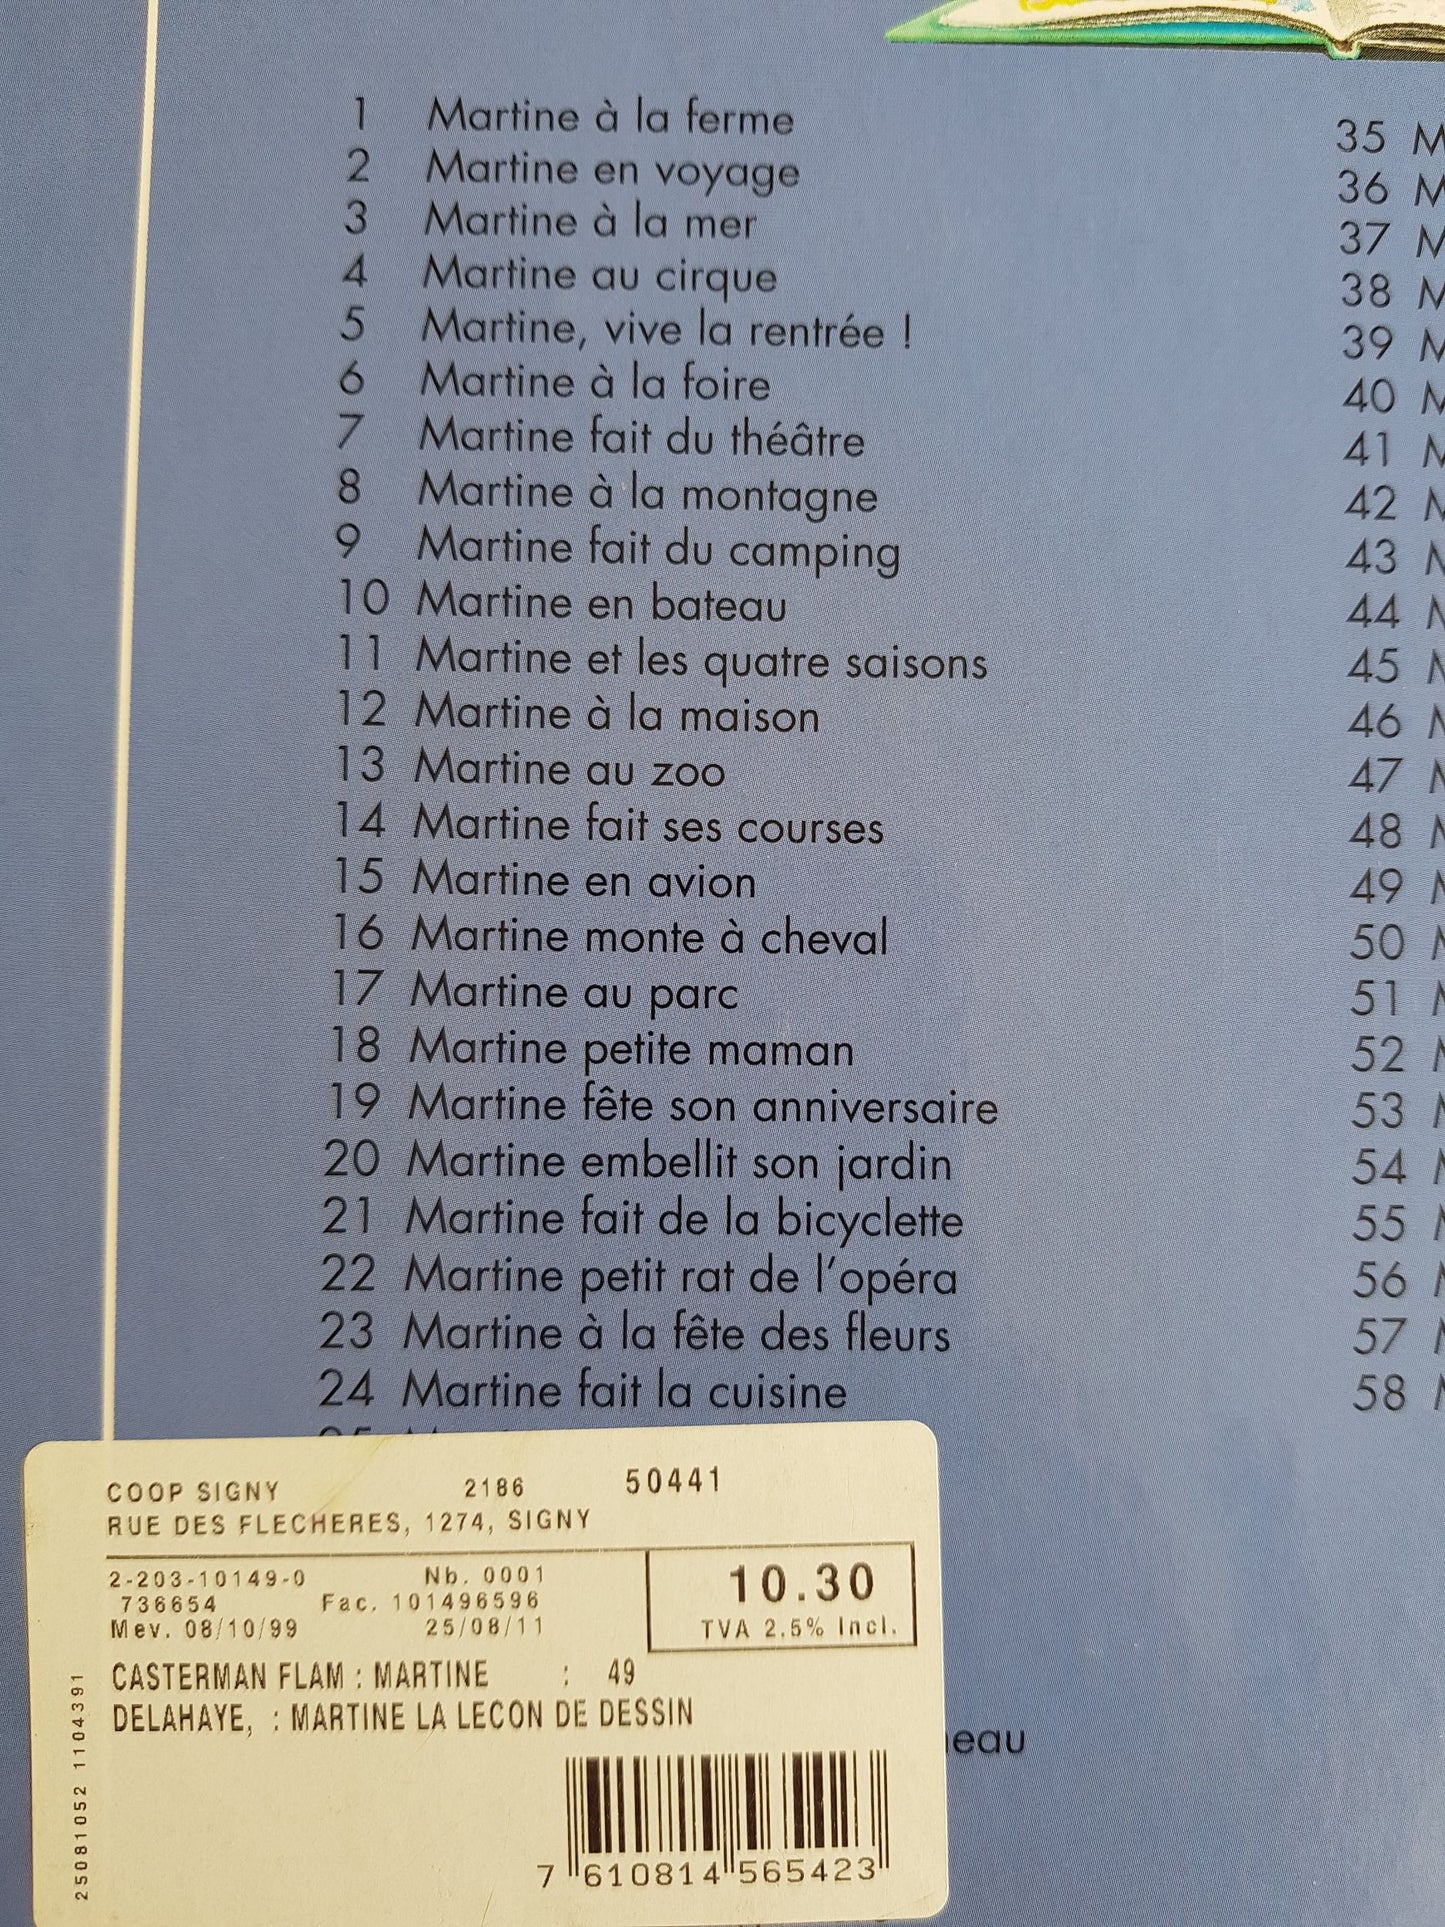 1 Martine à la ferme
2 Martine en voyage
3 Martine à la mer
4 Martine au cirque
5 Martine, vive la rentrée !
6 Martine à la foire
7 Martine fait du théâtre
8 Martine à la montagne
9 Martine fait du camping
10 Martine en bateau
11 Martine et les quatre saisons
12 Martine à la maison
13 Martine au zoo
14 Martine fait ses courses
15 Martine en avion
16 Martine monte à cheval
17 Martine au parc
18 Martine petite maman
19 Martine fête son anniversaire
20 Martine embellit son jardin
21 Martine fait de la bicyclette
22 Martine petit rat de l'opéra
23 Martine à la fête des fleurs
24 Martine fait la cuisine
35 M
36 M
37 M
38 M
39 M
40 M
41 M
42 M
43 M
44 M
45 M
46 M
47 M
48 M
49 M
50 M
51 M
52 M
53 M
54 M
55 M
56 M
57 M
58 M
eau
COOP SIGNY 2186 50441
RUE DES FLECHERES, 1274, SIGNY
2-203-10149-0 Nb. 0001
736654 Fac. 101496596
Mev. 08/10/99 25/08/11
10.30
TVA 2.5% Incl.
CASTERMAN FLAM : MARTINE : 49
DELAHAYE, : MARTINE LA LECON DE DESSIN
25081052 1104391
7 610814 565423